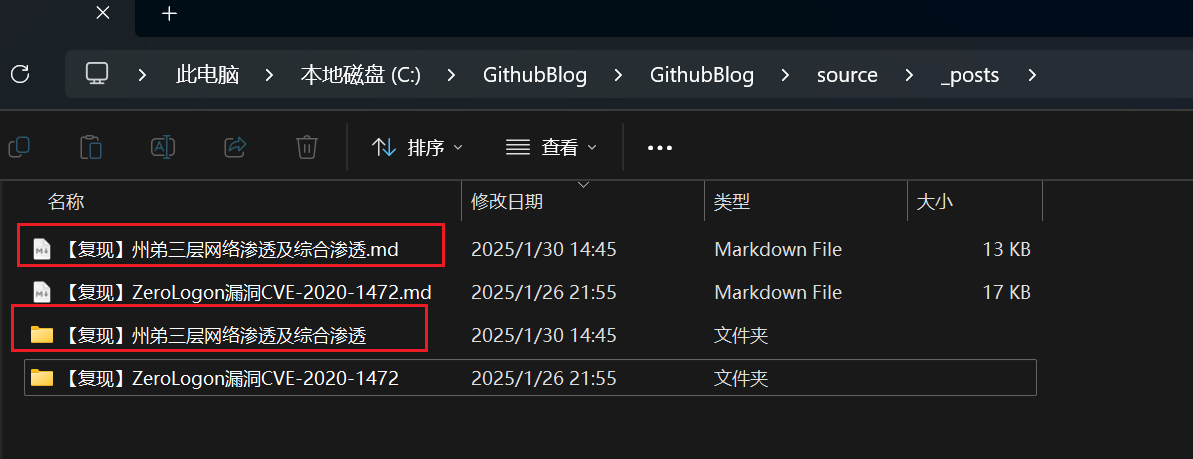 此电脑 > 本地磁盘 (C:) > GithubBlog > GithubBlog > source > _posts >
排序 查看
名称 修改日期 类型 大小
【复现】州弟三层网络渗透及综合渗透.md 2025/1/30 14:45 Markdown File 13 KB
【复现】ZeroLogon漏洞CVE-2020-1472.md 2025/1/26 21:55 Markdown File 17 KB
【复现】州弟三层网络渗透及综合渗透 2025/1/30 14:45 文件夹
【复现】ZeroLogon漏洞CVE-2020-1472 2025/1/26 21:55 文件夹